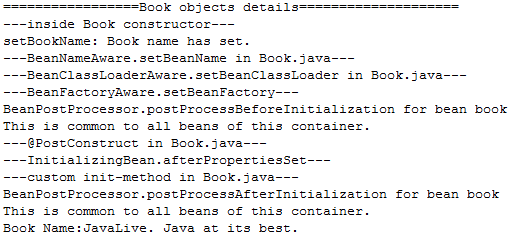 =================Book objects details====================
---inside Book constructor---
setBookName: Book name has set.
---BeanNameAware.setBeanName in Book.java---
---BeanClassLoaderAware.setBeanClassLoader in Book.java---
---BeanFactoryAware.setBeanFactory---
BeanPostProcessor.postProcessBeforeInitialization for bean book
This is common to all beans of this container.
---@PostConstruct in Book.java---
---InitializingBean.afterPropertiesSet---
---custom init-method in Book.java---
BeanPostProcessor.postProcessAfterInitialization for bean book
This is common to all beans of this container.
Book Name:JavaLive. Java at its best.